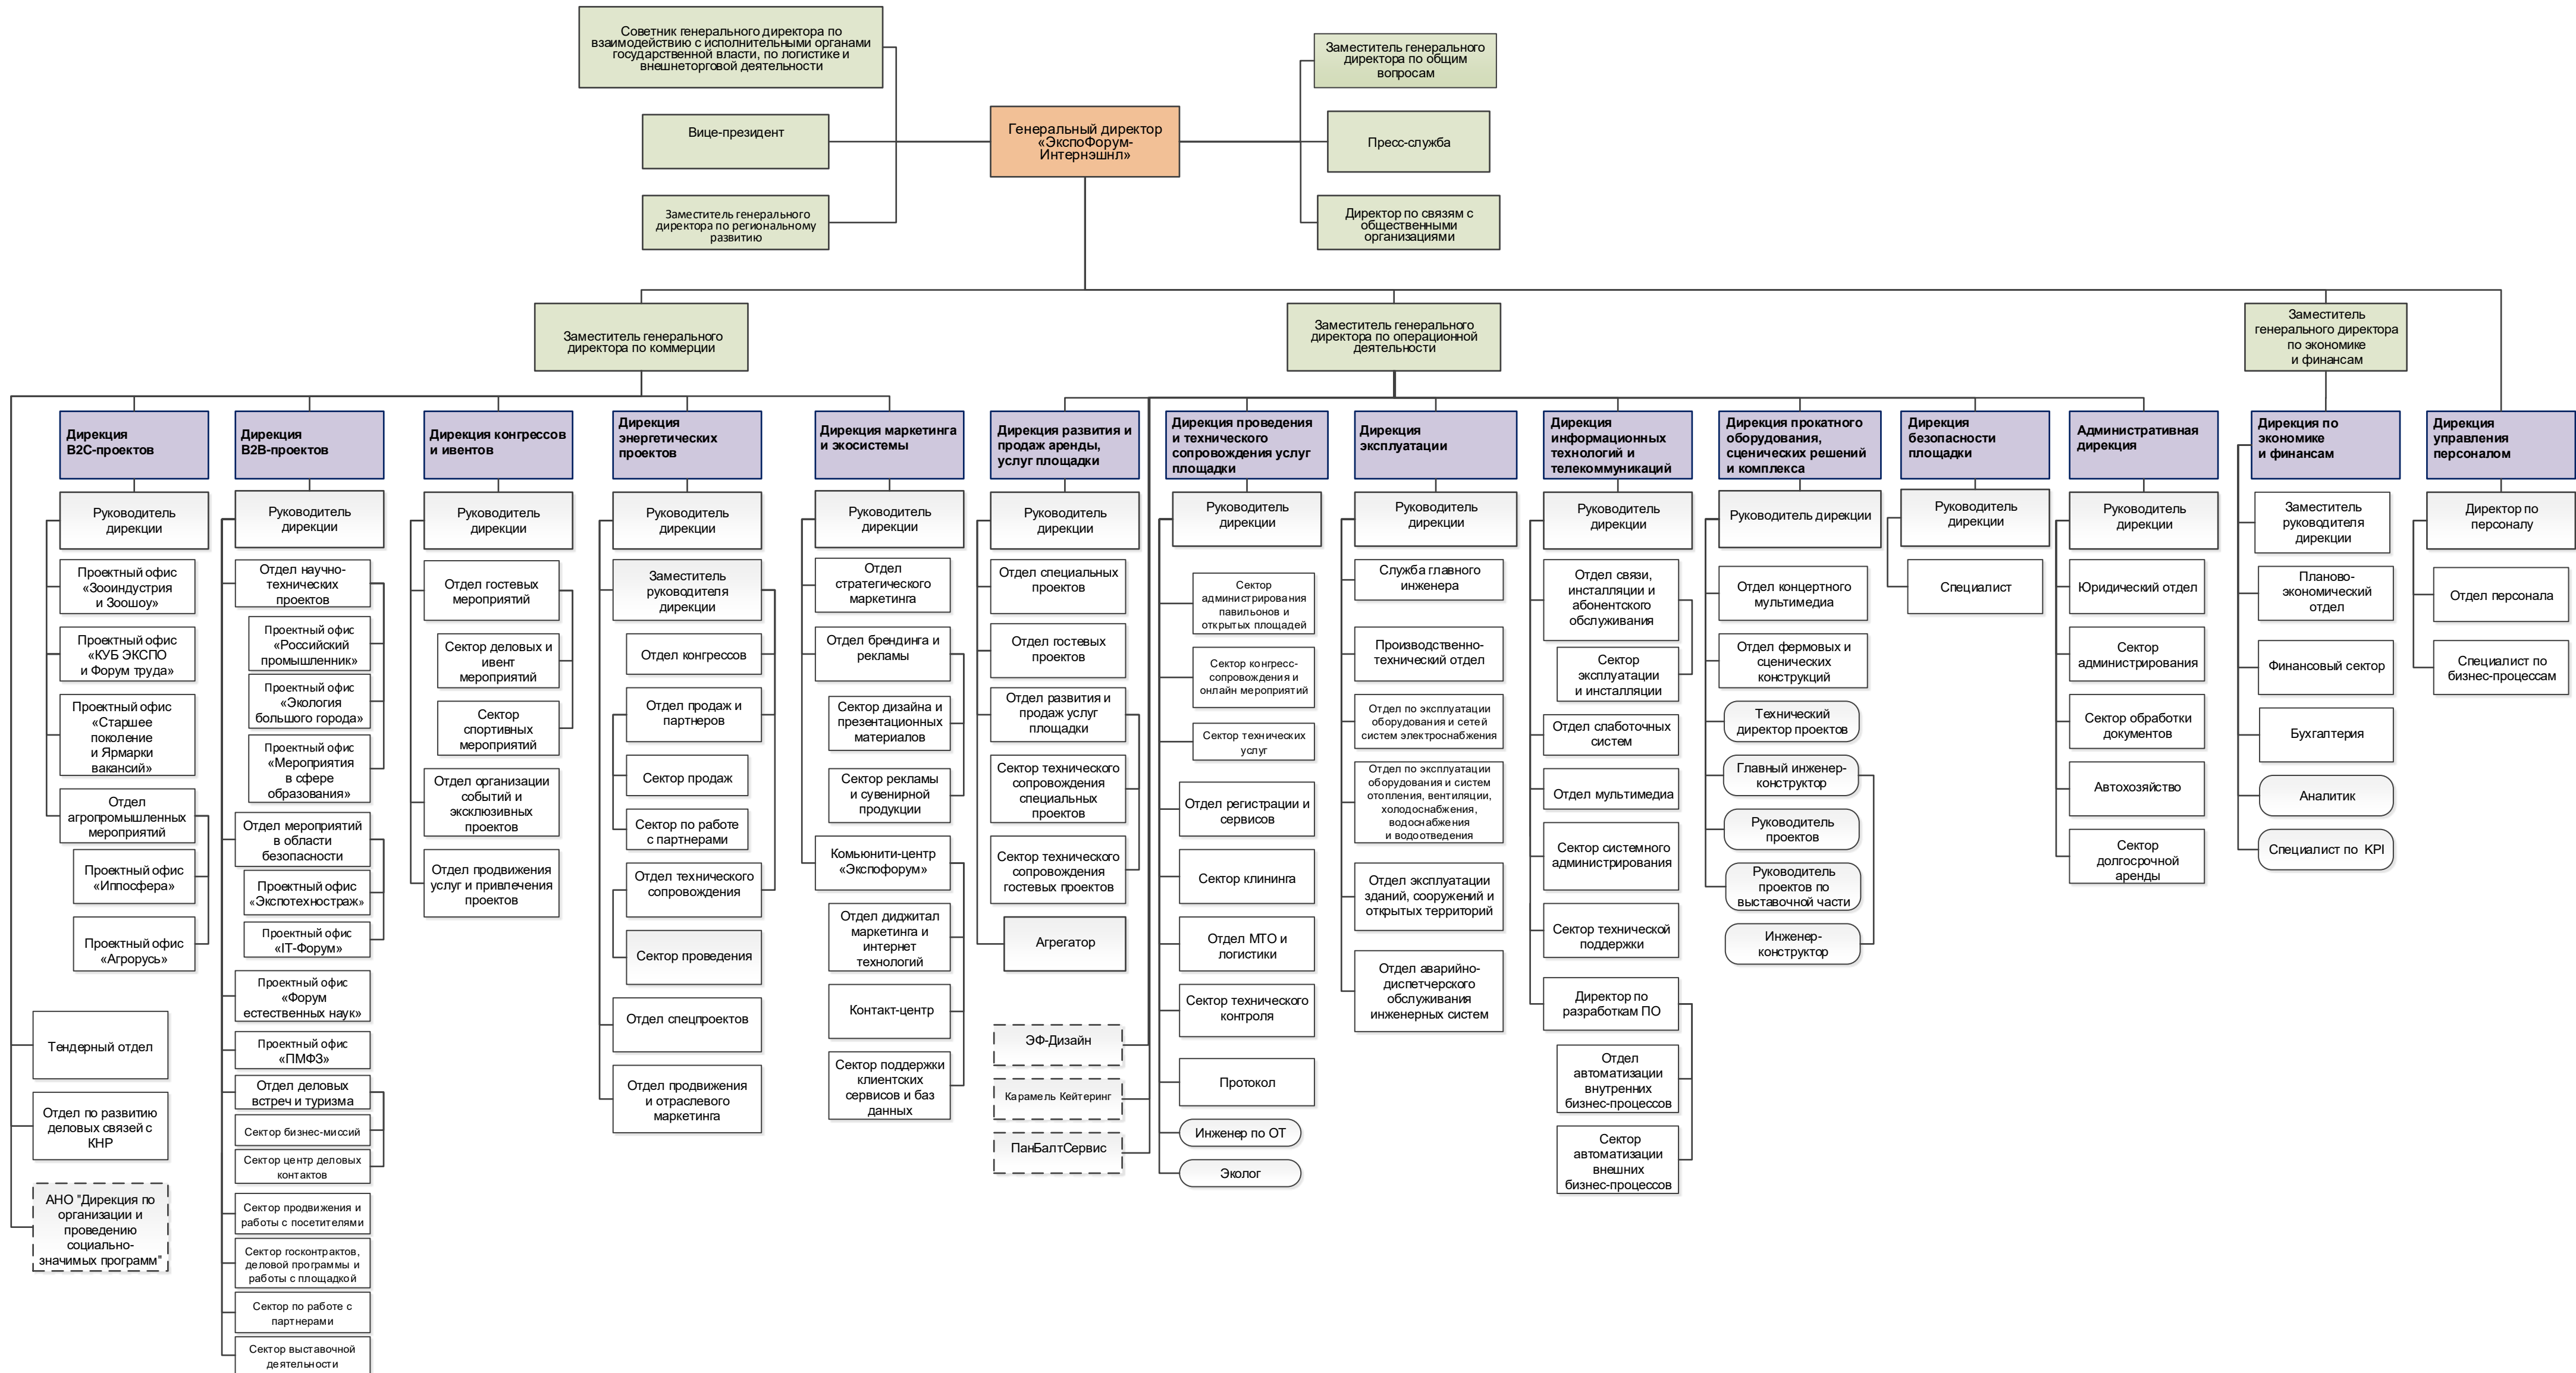 Советник генерального директора по
взаимодействию с исполнительными органами
государственной власти, по логистике и
внешнеторговой деятельности
Вице-президент
Заместитель генерального
директора по региональному
развитию
Генеральный директор
«ЭкспоФорум-
Интернэшнл»
Заместитель генерального
директора по общим
вопросам
Пресс-служба
Директор по связям с
общественными
организациями
Заместитель генерального
директора по коммерции
Заместитель генерального
директора по операционной
деятельности
Заместитель
генерального директора
по экономике
и финансам
Дирекция
B2C-проектов
Руководитель
дирекции
Проектный офис
«Зооиндустрия
и Зоошоу»
Проектный офис
«КУБ ЭКСПО
и Форум труда»
Проектный офис
«Старшее
поколение
и Ярмарки
вакансий»
Отдел
агропромышленных
мероприятий
Проектный офис
«Иппосфера»
Проектный офис
«Агрорусь»
Тендерный отдел
Отдел по развитию
деловых связей с
КНР
АНО "Дирекция по
организации и
проведению
социально-
значимых программ"
Дирекция
B2B-проектов
Руководитель
дирекции
Отдел научно-
технических
проектов
Проектный офис
«Российский
промышленник»
Проектный офис
«Экология
большого города»
Проектный офис
«Мероприятия
в сфере
образования»
Отдел мероприятий
в области
безопасности
Проектный офис
«Экспотехностраж»
Проектный офис
«IT-Форум»
Проектный офис
«Форум
естественных наук»
Проектный офис
«ПМФЗ»
Отдел деловых
встреч и туризма
Сектор бизнес-миссий
Сектор центр деловых
контактов
Сектор продвижения и
работы с посетителями
Сектор госконтрактов,
деловой программы и
работы с площадкой
Сектор по работе с
партнерами
Сектор выставочной
деятельности
Дирекция конгрессов
и ивентов
Руководитель
дирекции
Отдел гостевых
мероприятий
Сектор деловых и
ивент
мероприятий
Сектор
спортивных
мероприятий
Отдел организации
событий и
эксклюзивных
проектов
Отдел продвижения
услуг и привлечения
проектов
Дирекция
энергетических
проектов
Руководитель
дирекции
Заместитель
руководителя
дирекции
Отдел конгрессов
Отдел продаж и
партнеров
Сектор продаж
Сектор по работе
с партнерами
Отдел технического
сопровождения
Сектор проведения
Отдел спецпроектов
Отдел продвижения
и отраслевого
маркетинга
Дирекция маркетинга
и экосистемы
Руководитель
дирекции
Отдел
стратегического
маркетинга
Отдел брендинга и
рекламы
Сектор дизайна и
презентационных
материалов
Сектор рекламы
и сувенирной
продукции
Комьюнити-центр
«Экспофорум»
Отдел диджитал
маркетинга и
интернет
технологий
Контакт-центр
Сектор поддержки
клиентских
сервисов и баз
данных
Дирекция развития и
продаж аренды,
услуг площадки
Руководитель
дирекции
Отдел специальных
проектов
Отдел гостевых
проектов
Отдел развития и
продаж услуг
площадки
Сектор технического
сопровождения
специальных
проектов
Сектор технического
сопровождения
гостевых проектов
Агрегатор
ЭФ-Дизайн
Карамель Кейтеринг
ПанБалтСервис
Дирекция проведения
и технического
сопровождения услуг
площадки
Руководитель
дирекции
Сектор
администрирования
павильонов и
открытых площадей
Сектор конгресс-
сопровождения и
онлайн мероприятий
Сектор технических
услуг
Отдел регистрации и
сервисов
Сектор клининга
Отдел МТО и
логистики
Сектор технического
контроля
Протокол
Инженер по ОТ
Эколог
Дирекция
эксплуатации
Руководитель
дирекции
Служба главного
инженера
Производственно-
технический отдел
Отдел по эксплуатации
оборудования и сетей
систем электроснабжения
Отдел по эксплуатации
оборудования и систем
отопления, вентиляции,
холодоснабжения,
водоснабжения
и водоотведения
Отдел эксплуатации
зданий, сооружений и
открытых территорий
Отдел аварийно-
диспетчерского
обслуживания
инженерных систем
Дирекция
информационных
технологий и
телекоммуникаций
Руководитель
дирекции
Отдел связи,
инсталляции и
абонентского
обслуживания
Сектор
эксплуатации
и инсталляции
Отдел слаботочных
систем
Отдел мультимедиа
Сектор системного
администрирования
Сектор технической
поддержки
Директор по
разработкам ПО
Отдел
автоматизации
внутренних
бизнес-процессов
Сектор
автоматизации
внешних
бизнес-процессов
Дирекция прокатного
оборудования,
сценических решений
и комплекса
Руководитель дирекции
Отдел концертного
мультимедиа
Отдел фермовых и
сценических
конструкций
Технический
директор проектов
Главный инженер-
конструктор
Руководитель
проектов
Руководитель
проектов по
выставочной части
Инженер-
конструктор
Дирекция
безопасности
площадки
Руководитель
дирекции
Специалист
Административная
дирекция
Руководитель
дирекции
Юридический отдел
Сектор
администрирования
Сектор обработки
документов
Автохозяйство
Сектор
долгосрочной
аренды
Дирекция по
экономике
и финансам
Заместитель
руководителя
дирекции
Планово-
экономический
отдел
Финансовый сектор
Бухгалтерия
Аналитик
Специалист по KPI
Дирекция
управления
персоналом
Директор по
персоналу
Отдел персонала
Специалист по
бизнес-процессам